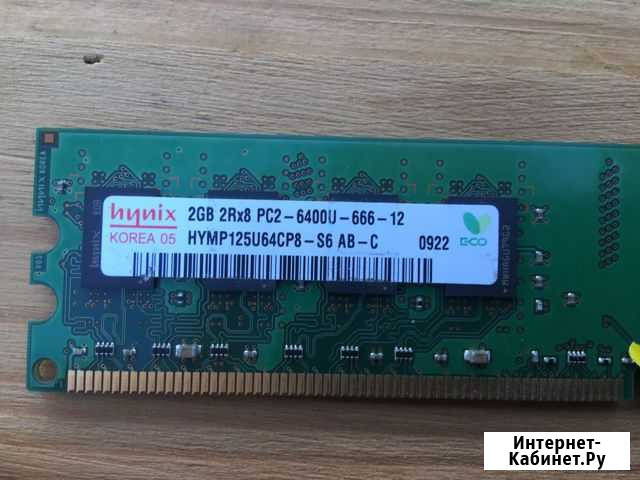 hynix
KOREA 05
2GB 2Rx8 PC2-6400U-666-12
HYMP125U64CP8-S6 AB-C
0922
ECO
Интернет-
Кабинет.Ру